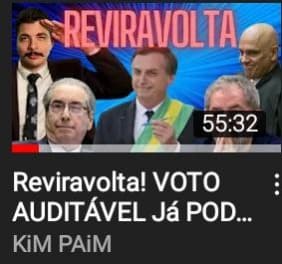 REVIRAVOLTA
55:32
Reviravolta! VOTO
AUDITÁVEL Já POD...
KiM PAiM